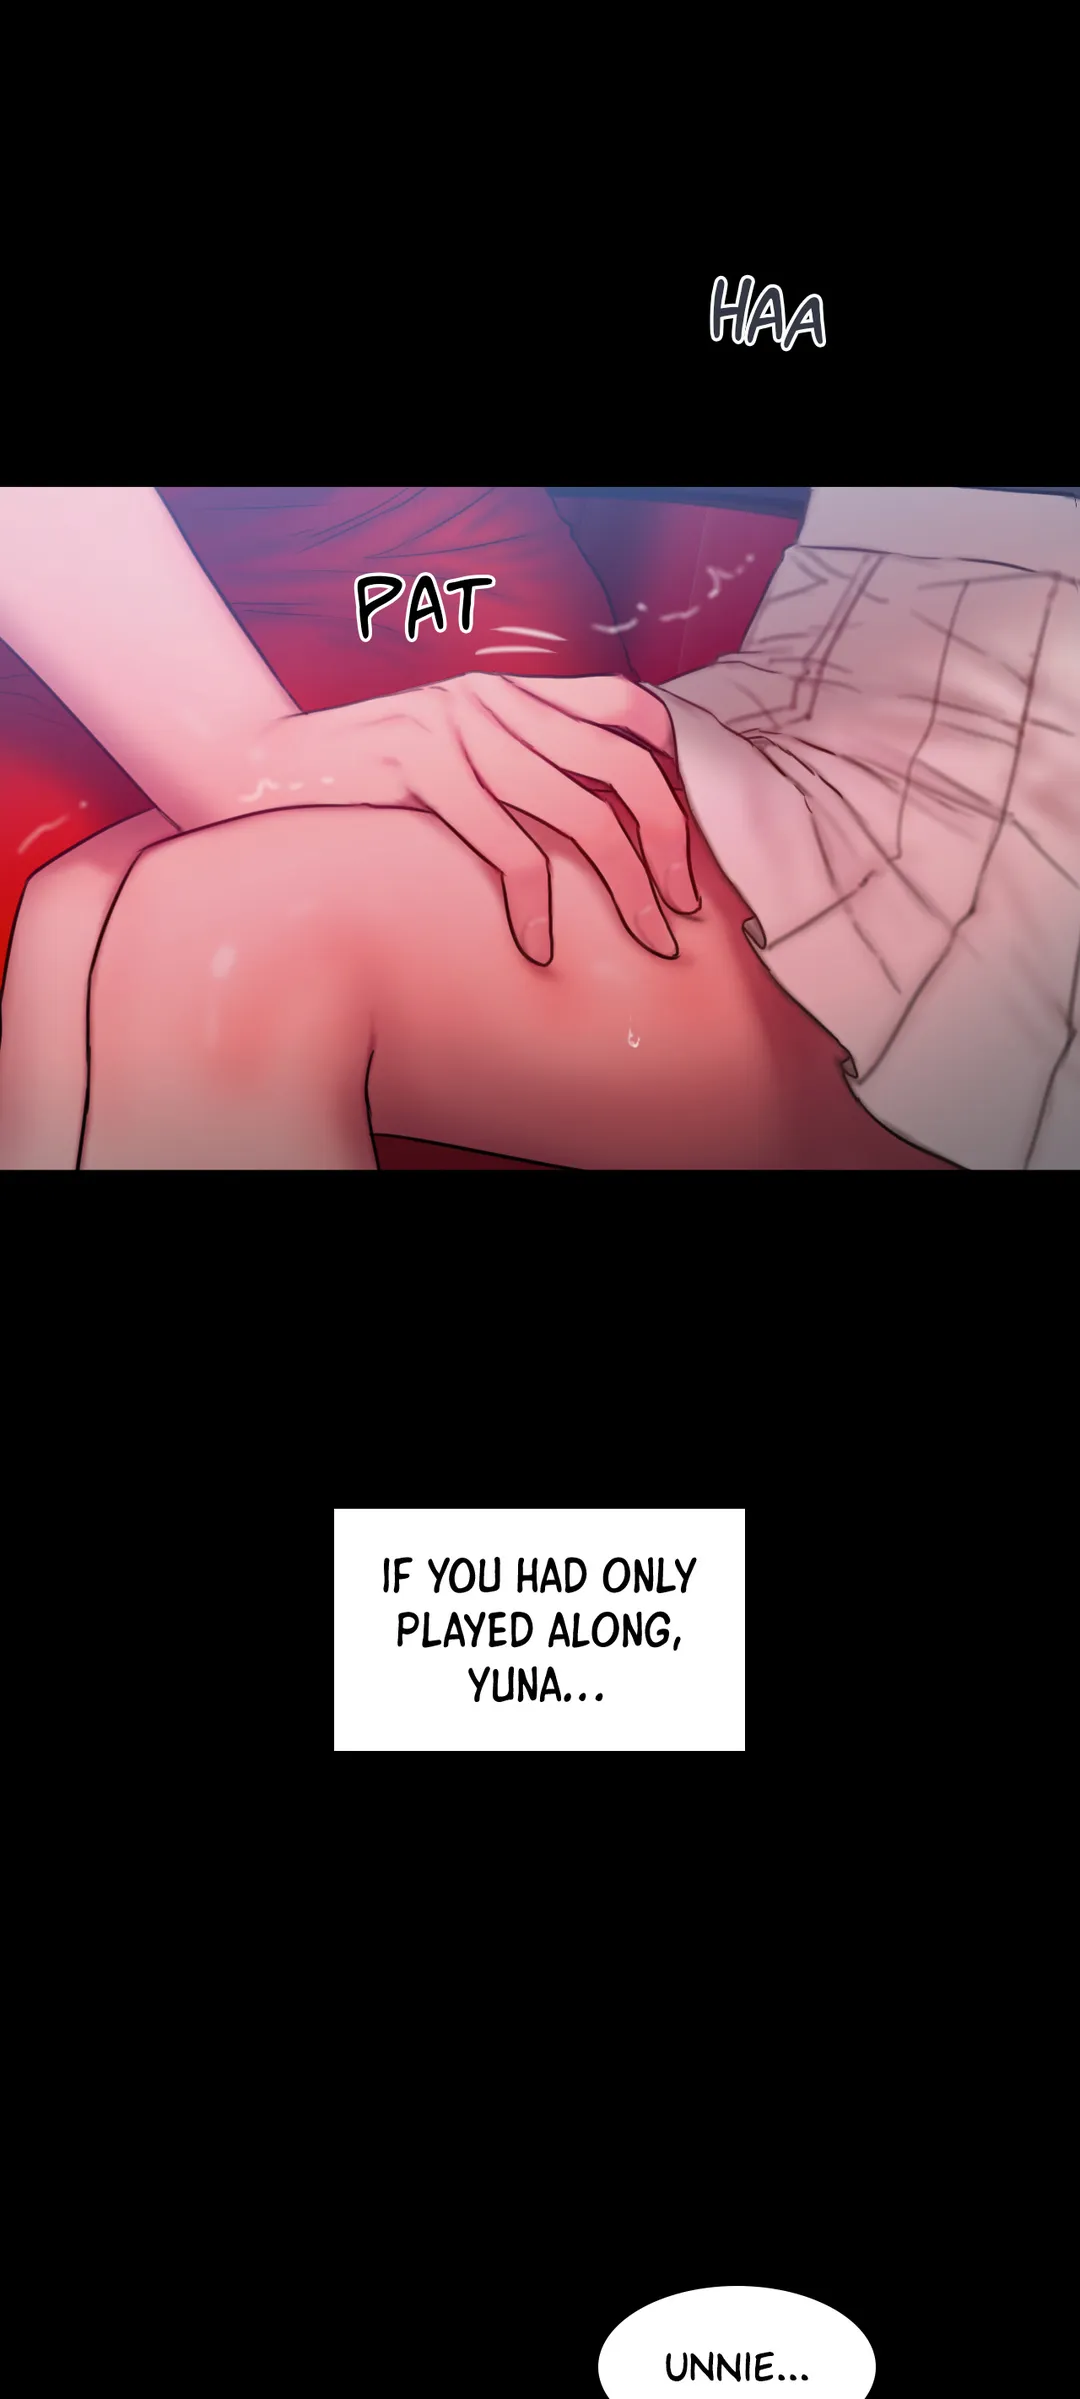 HAA
PAT
IF YOU HAD ONLY
PLAYED ALONG,
YUNA...
UNNIE...